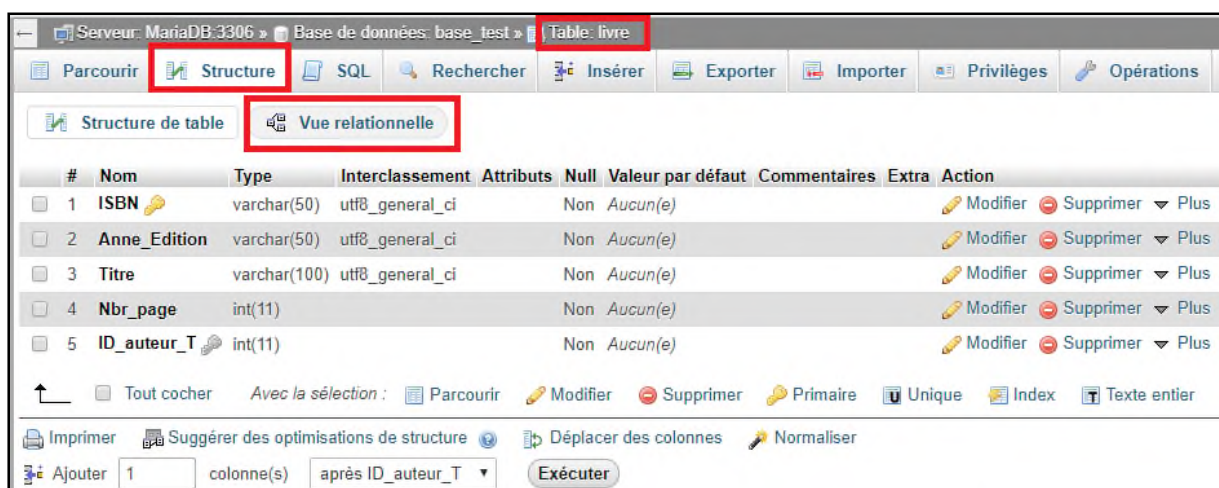 ← Serveur: MariaDB:3306 » Base de données: base_test » Table: livre
Parcourir Structure SQL Rechercher Insérer Exporter Importer Privilèges Opérations
Structure de table Vue relationnelle
# Nom Type Interclassement Attributs Null Valeur par défaut Commentaires Extra Action
1 ISBN varchar(50) utf8_general_ci Non Aucun(e) Modifier Supprimer Plus
2 Anne_Edition varchar(50) utf8_general_ci Non Aucun(e) Modifier Supprimer Plus
3 Titre varchar(100) utf8_general_ci Non Aucun(e) Modifier Supprimer Plus
4 Nbr_page int(11) Non Aucun(e) Modifier Supprimer Plus
5 ID_auteur_T int(11) Non Aucun(e) Modifier Supprimer Plus
Tout cocher Avec la sélection : Parcourir Modifier Supprimer Primaire Unique Index Texte entier
Imprimer Suggérer des optimisations de structure Déplacer des colonnes Normaliser
Ajouter 1 colonne(s) après ID_auteur_T Exécuter